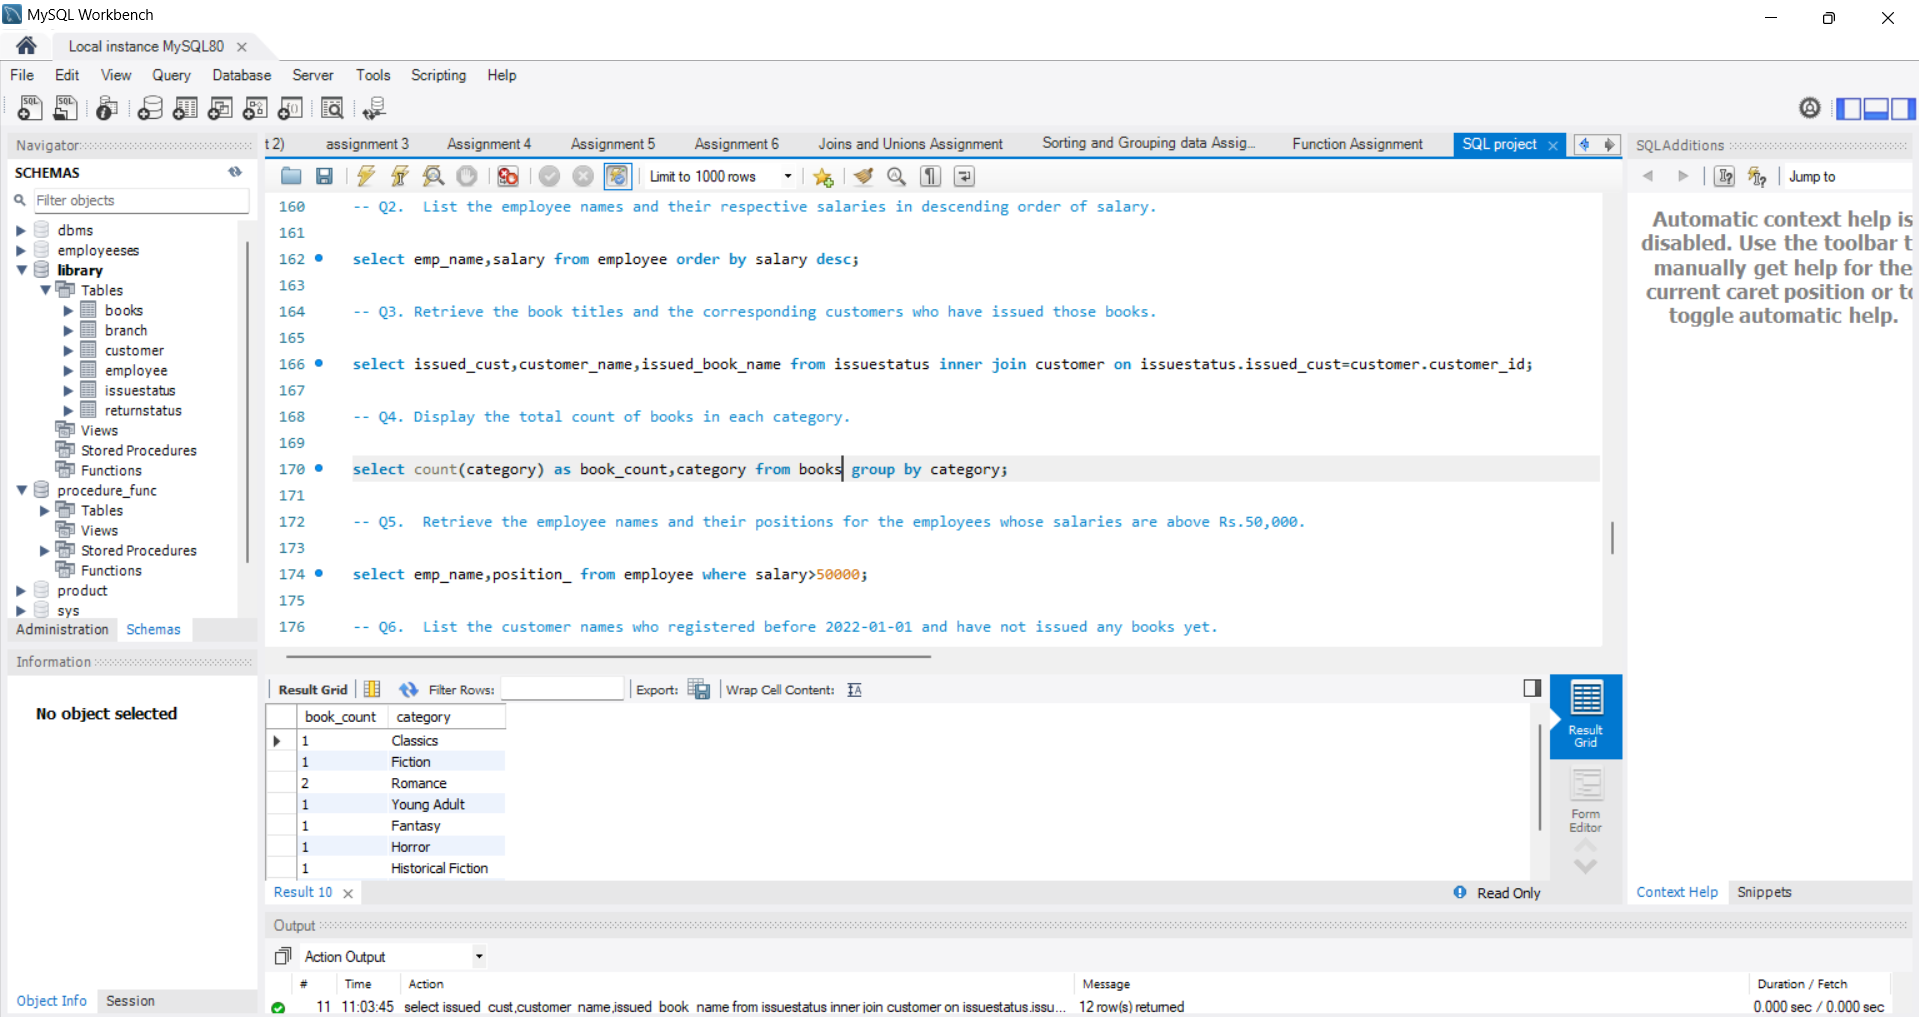 MySQL Workbench
Local instance MySQL80
File Edit View Query Database Server Tools Scripting Help
Navigator
SCHEMAS
Filter objects
dbms
employeeses
library
Tables
books
branch
customer
employee
issuestatus
returnstatus
Views
Stored Procedures
Functions
procedure_func
Tables
Views
Stored Procedures
Functions
product
sys
Administration Schemas
Information
No object selected
Object Info Session
t 2) assignment 3 Assignment 4 Assignment 5 Assignment 6 Joins and Unions Assignment Sorting and Grouping data Assig... Function Assignment SQL project
Limit to 1000 rows
160 -- Q2.  List the employee names and their respective salaries in descending order of salary.
161
162 select emp_name,salary from employee order by salary desc;
163
164 -- Q3. Retrieve the book titles and the corresponding customers who have issued those books.
165
166 select issued_cust,customer_name,issued_book_name from issuestatus inner join customer on issuestatus.issued_cust=customer.customer_id;
167
168 -- Q4. Display the total count of books in each category.
169
170 select count(category) as book_count,category from books group by category;
171
172 -- Q5.  Retrieve the employee names and their positions for the employees whose salaries are above Rs.50,000.
173
174 select emp_name,position_ from employee where salary>50000;
175
176 -- Q6.  List the customer names who registered before 2022-01-01 and have not issued any books yet.
Result Grid Filter Rows: Export: Wrap Cell Content:
book_count category
1 Classics
1 Fiction
2 Romance
1 Young Adult
1 Fantasy
1 Horror
1 Historical Fiction
Result Grid
Form Editor
Result 10
Read Only
Output
Action Output
# Time Action Message Duration / Fetch
11 11:03:45 select issued_cust,customer_name,issued_book_name from issuestatus inner join customer on issuestatus.issu... 12 row(s) returned 0.000 sec / 0.000 sec
SQLAdditions
Jump to
Automatic context help is
disabled. Use the toolbar t
manually get help for the
current caret position or to
toggle automatic help.
Context Help Snippets